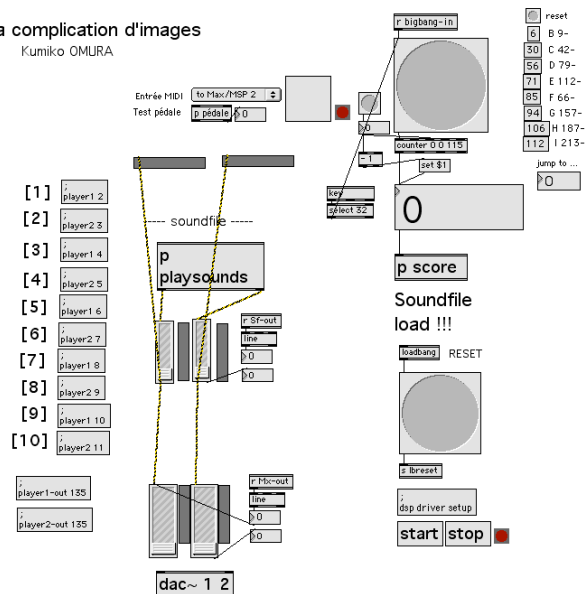 a complication d'images
Kumiko OMURA
Entrée MIDI
to Max/MSP 2
Test pédale
p pédale
0
r bigbang-in
reset
6 B 9-
30 C 42-
56 D 79-
71 E 112-
85 F 66-
94 G 157-
106 H 187-
112 I 213-
jump to ...
0
0
counter 0 0 115
- 1
set $1
key
select 32
0
p score
[1]
;
player1 2
[2]
;
player2 3
[3]
;
player1 4
[4]
;
player2 5
[5]
;
player1 6
[6]
;
player2 7
[7]
;
player1 8
[8]
;
player2 9
[9]
;
player1 10
[10]
;
player2 11
;
player1-out 135
;
player2-out 135
---- soundfile ----
p
playsounds
r Sf-out
line
0
0
r Mx-out
line
0
0
dac~ 1 2
Soundfile
load !!!
loadbang
RESET
s lbreset
;
dsp driver setup
start
stop